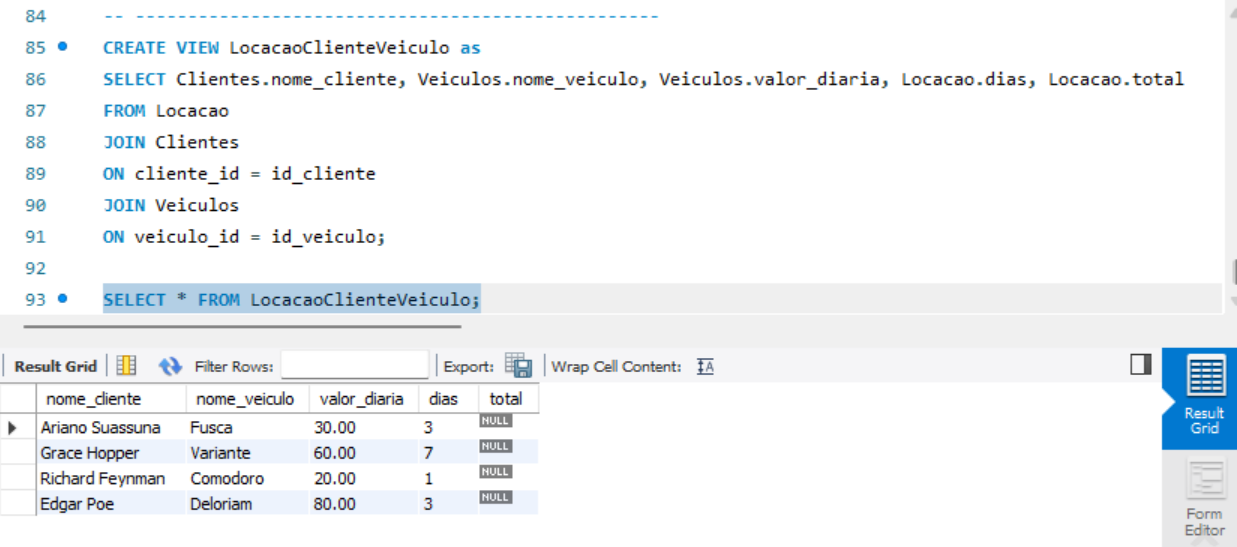 84 -- --------------------------------------------------
85 CREATE VIEW LocacaoClienteVeiculo as
86 SELECT Clientes.nome_cliente, Veiculos.nome_veiculo, Veiculos.valor_diaria, Locacao.dias, Locacao.total
87 FROM Locacao
88 JOIN Clientes
89 ON cliente_id = id_cliente
90 JOIN Veiculos
91 ON veiculo_id = id_veiculo;
92
93 SELECT * FROM LocacaoClienteVeiculo;
Result Grid Filter Rows: Export: Wrap Cell Content: IA
nome_cliente nome_veiculo valor_diaria dias total
Ariano Suassuna Fusca 30.00 3 NULL
Grace Hopper Variante 60.00 7 NULL
Richard Feynman Comodoro 20.00 1 NULL
Edgar Poe Deloriam 80.00 3 NULL
Result
Grid
Form
Editor